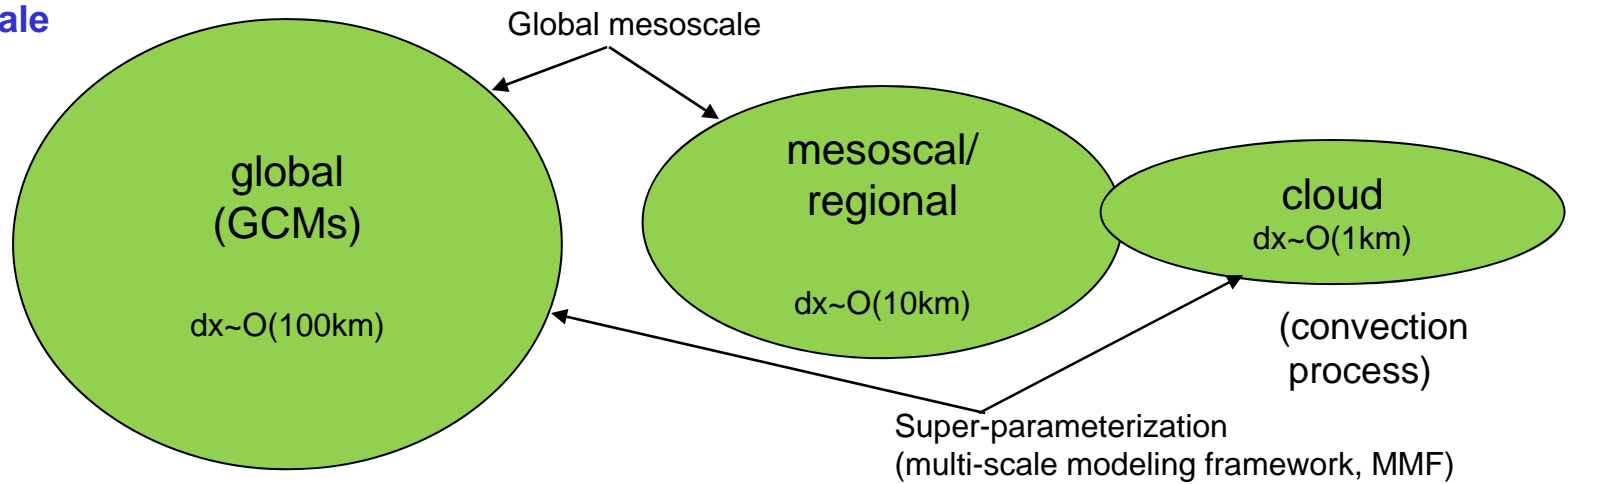 ale
Global mesoscale
global
(GCMs)
dx~O(100km)
mesoscal/
regional
dx~O(10km)
cloud
dx~O(1km)
(convection
process)
Super-parameterization
(multi-scale modeling framework, MMF)